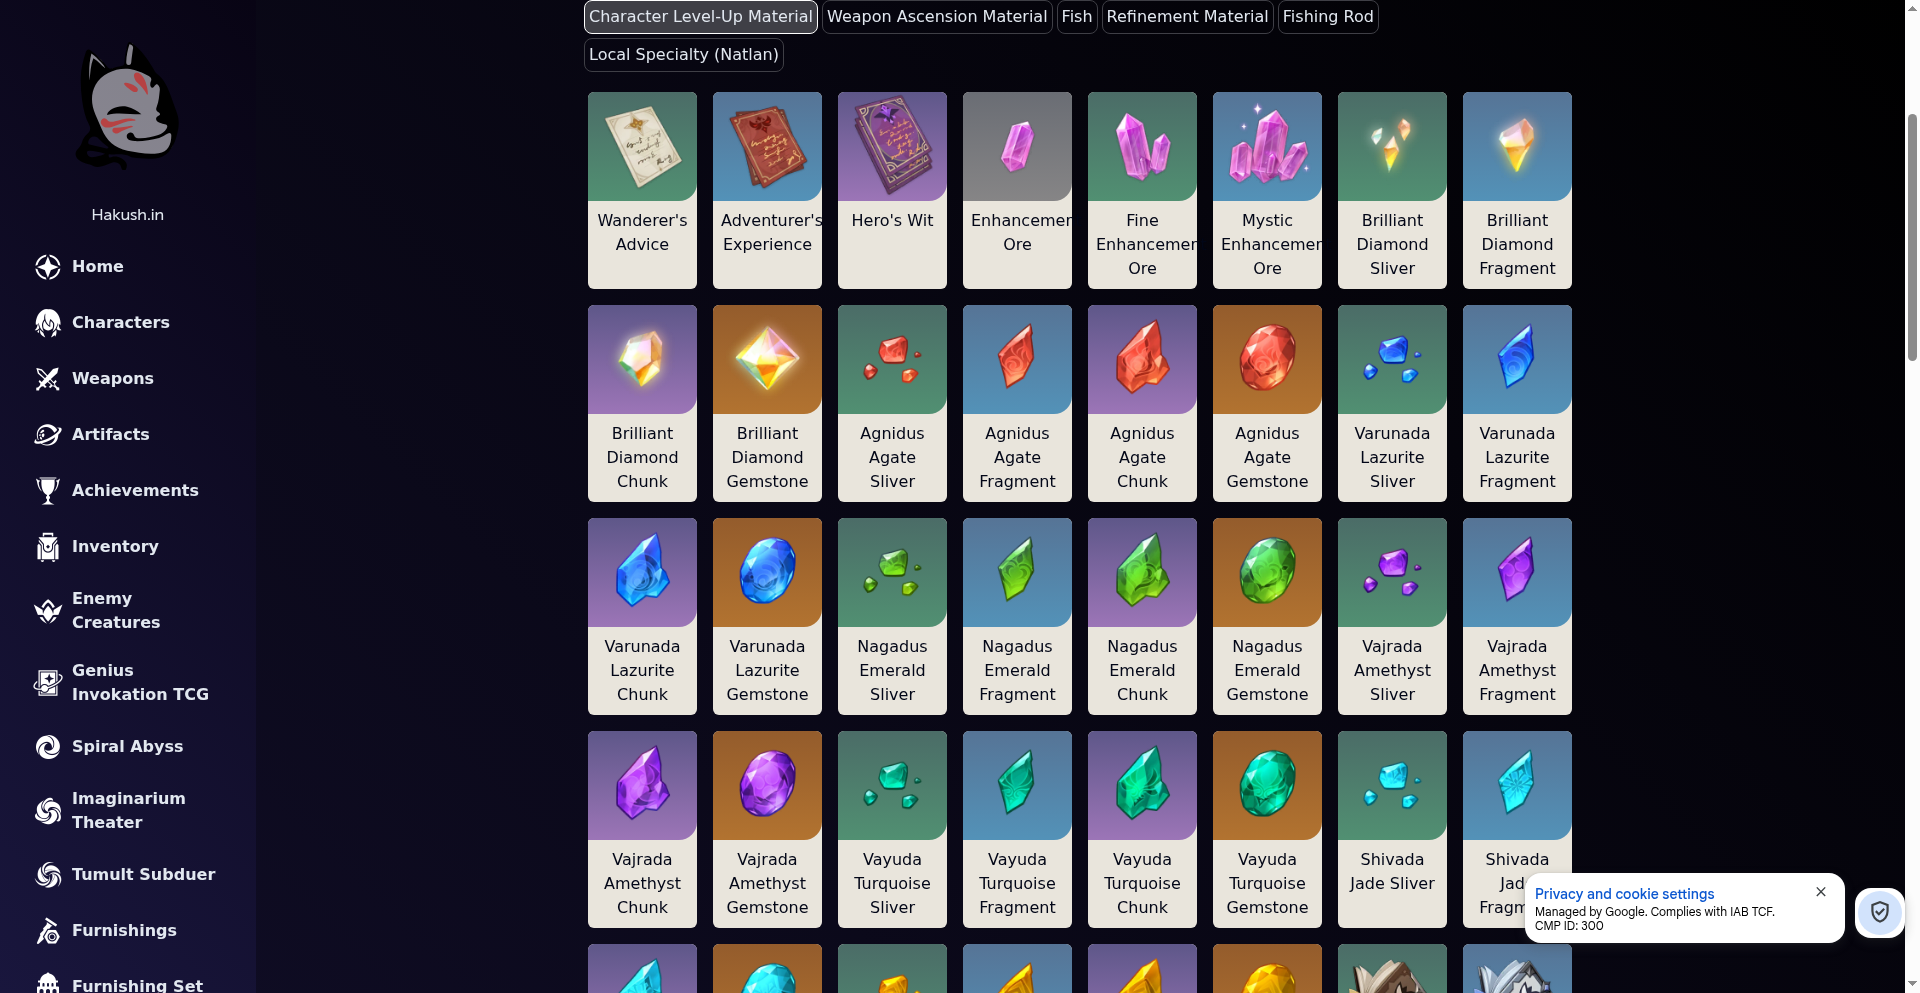 Character Level-Up Material
Weapon Ascension Material
Fish
Refinement Material
Fishing Rod
Local Specialty (Natlan)
Hakush.in
Home
Characters
Weapons
Artifacts
Achievements
Inventory
Enemy
Creatures
Genius
Invokation TCG
Spiral Abyss
Imaginarium
Theater
Tumult Subduer
Furnishings
Furnishing Set
Wanderer's
Advice
Adventurer's
Experience
Hero's Wit
Enhancemer
Ore
Fine
Enhancemer
Ore
Mystic
Enhancemer
Ore
Brilliant
Diamond
Sliver
Brilliant
Diamond
Fragment
Brilliant
Diamond
Chunk
Brilliant
Diamond
Gemstone
Agnidus
Agate
Sliver
Agnidus
Agate
Fragment
Agnidus
Agate
Chunk
Agnidus
Agate
Gemstone
Varunada
Lazurite
Sliver
Varunada
Lazurite
Fragment
Varunada
Lazurite
Chunk
Varunada
Lazurite
Gemstone
Nagadus
Emerald
Sliver
Nagadus
Emerald
Fragment
Nagadus
Emerald
Chunk
Nagadus
Emerald
Gemstone
Vajrada
Amethyst
Sliver
Vajrada
Amethyst
Fragment
Vajrada
Amethyst
Chunk
Vajrada
Amethyst
Gemstone
Vayuda
Turquoise
Sliver
Vayuda
Turquoise
Fragment
Vayuda
Turquoise
Chunk
Vayuda
Turquoise
Gemstone
Shivada
Jade Sliver
Shivada
Privacy and cookie settings
Managed by Google. Complies with IAB TCF.
CMP ID: 300